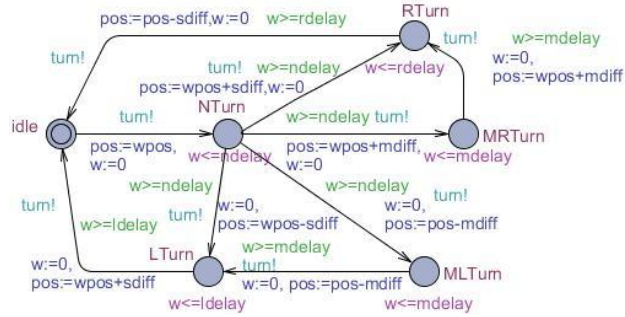 RTurn
pos:=pos-sdiff,w:=0
w>=rdelay
turn!
turn!
w>=mdelay
w:=0,
pos:=wpos+mdiff
turn!
w>=ndelay
w<=rdelay
pos:=wpos+sdiff,w:=0
NTurn
idle
turn!
w>=ndelay
turn!
MRTurn
pos:=wpos,
w:=0
w<=ndelay
pos:=wpos+mdiff,
w:=0
w<=mdelay
w>=ndelay
w>=ndelay
turn!
turn!
turn!
w:=0,
pos:=wpos-sdiff
w:=0,
pos:=pos-mdiff
w>=ldelay
LTurn
w>=mdelay
turn!
w:=0,
pos:=wpos+sdiff
w:=0, pos:=pos-mdiff
MLTurn
w<=ldelay
w<=mdelay